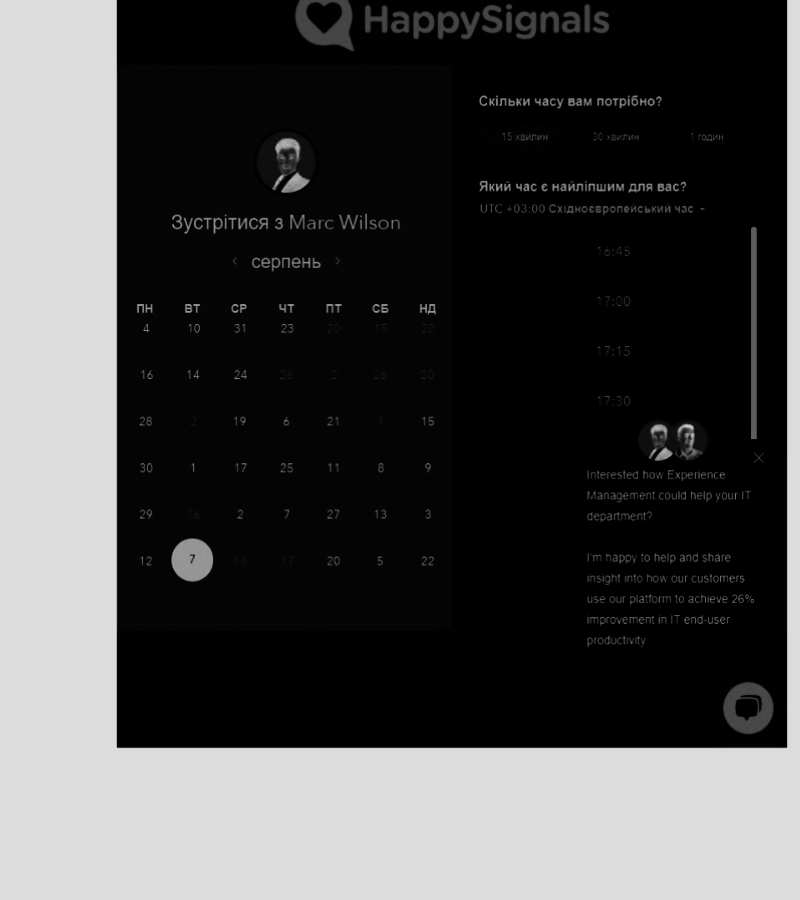 HappySignals
Зустрітися з Marc Wilson
‹ серпень ›
ПН ВТ СР ЧТ ПТ СБ НД
4 10 31 23 20 15 22
16 14 24 2 20
28 2 19 6 21 1 15
30 1 17 25 11 8 9
29 16 2 7 27 13 3
12 7 17 20 5 22
Скільки часу вам потрібно?
15 хвилин 30 хвилин 1 годин
Який час є найліпшим для вас?
UTC +03:00 Східноєвропейський час
16:45
17:00
17:15
17:30
Interested how Experience
Management could help your IT
department?
I'm happy to help and share
insight into how our customers
use our platform to achieve 26%
improvement in IT end-user
productivity